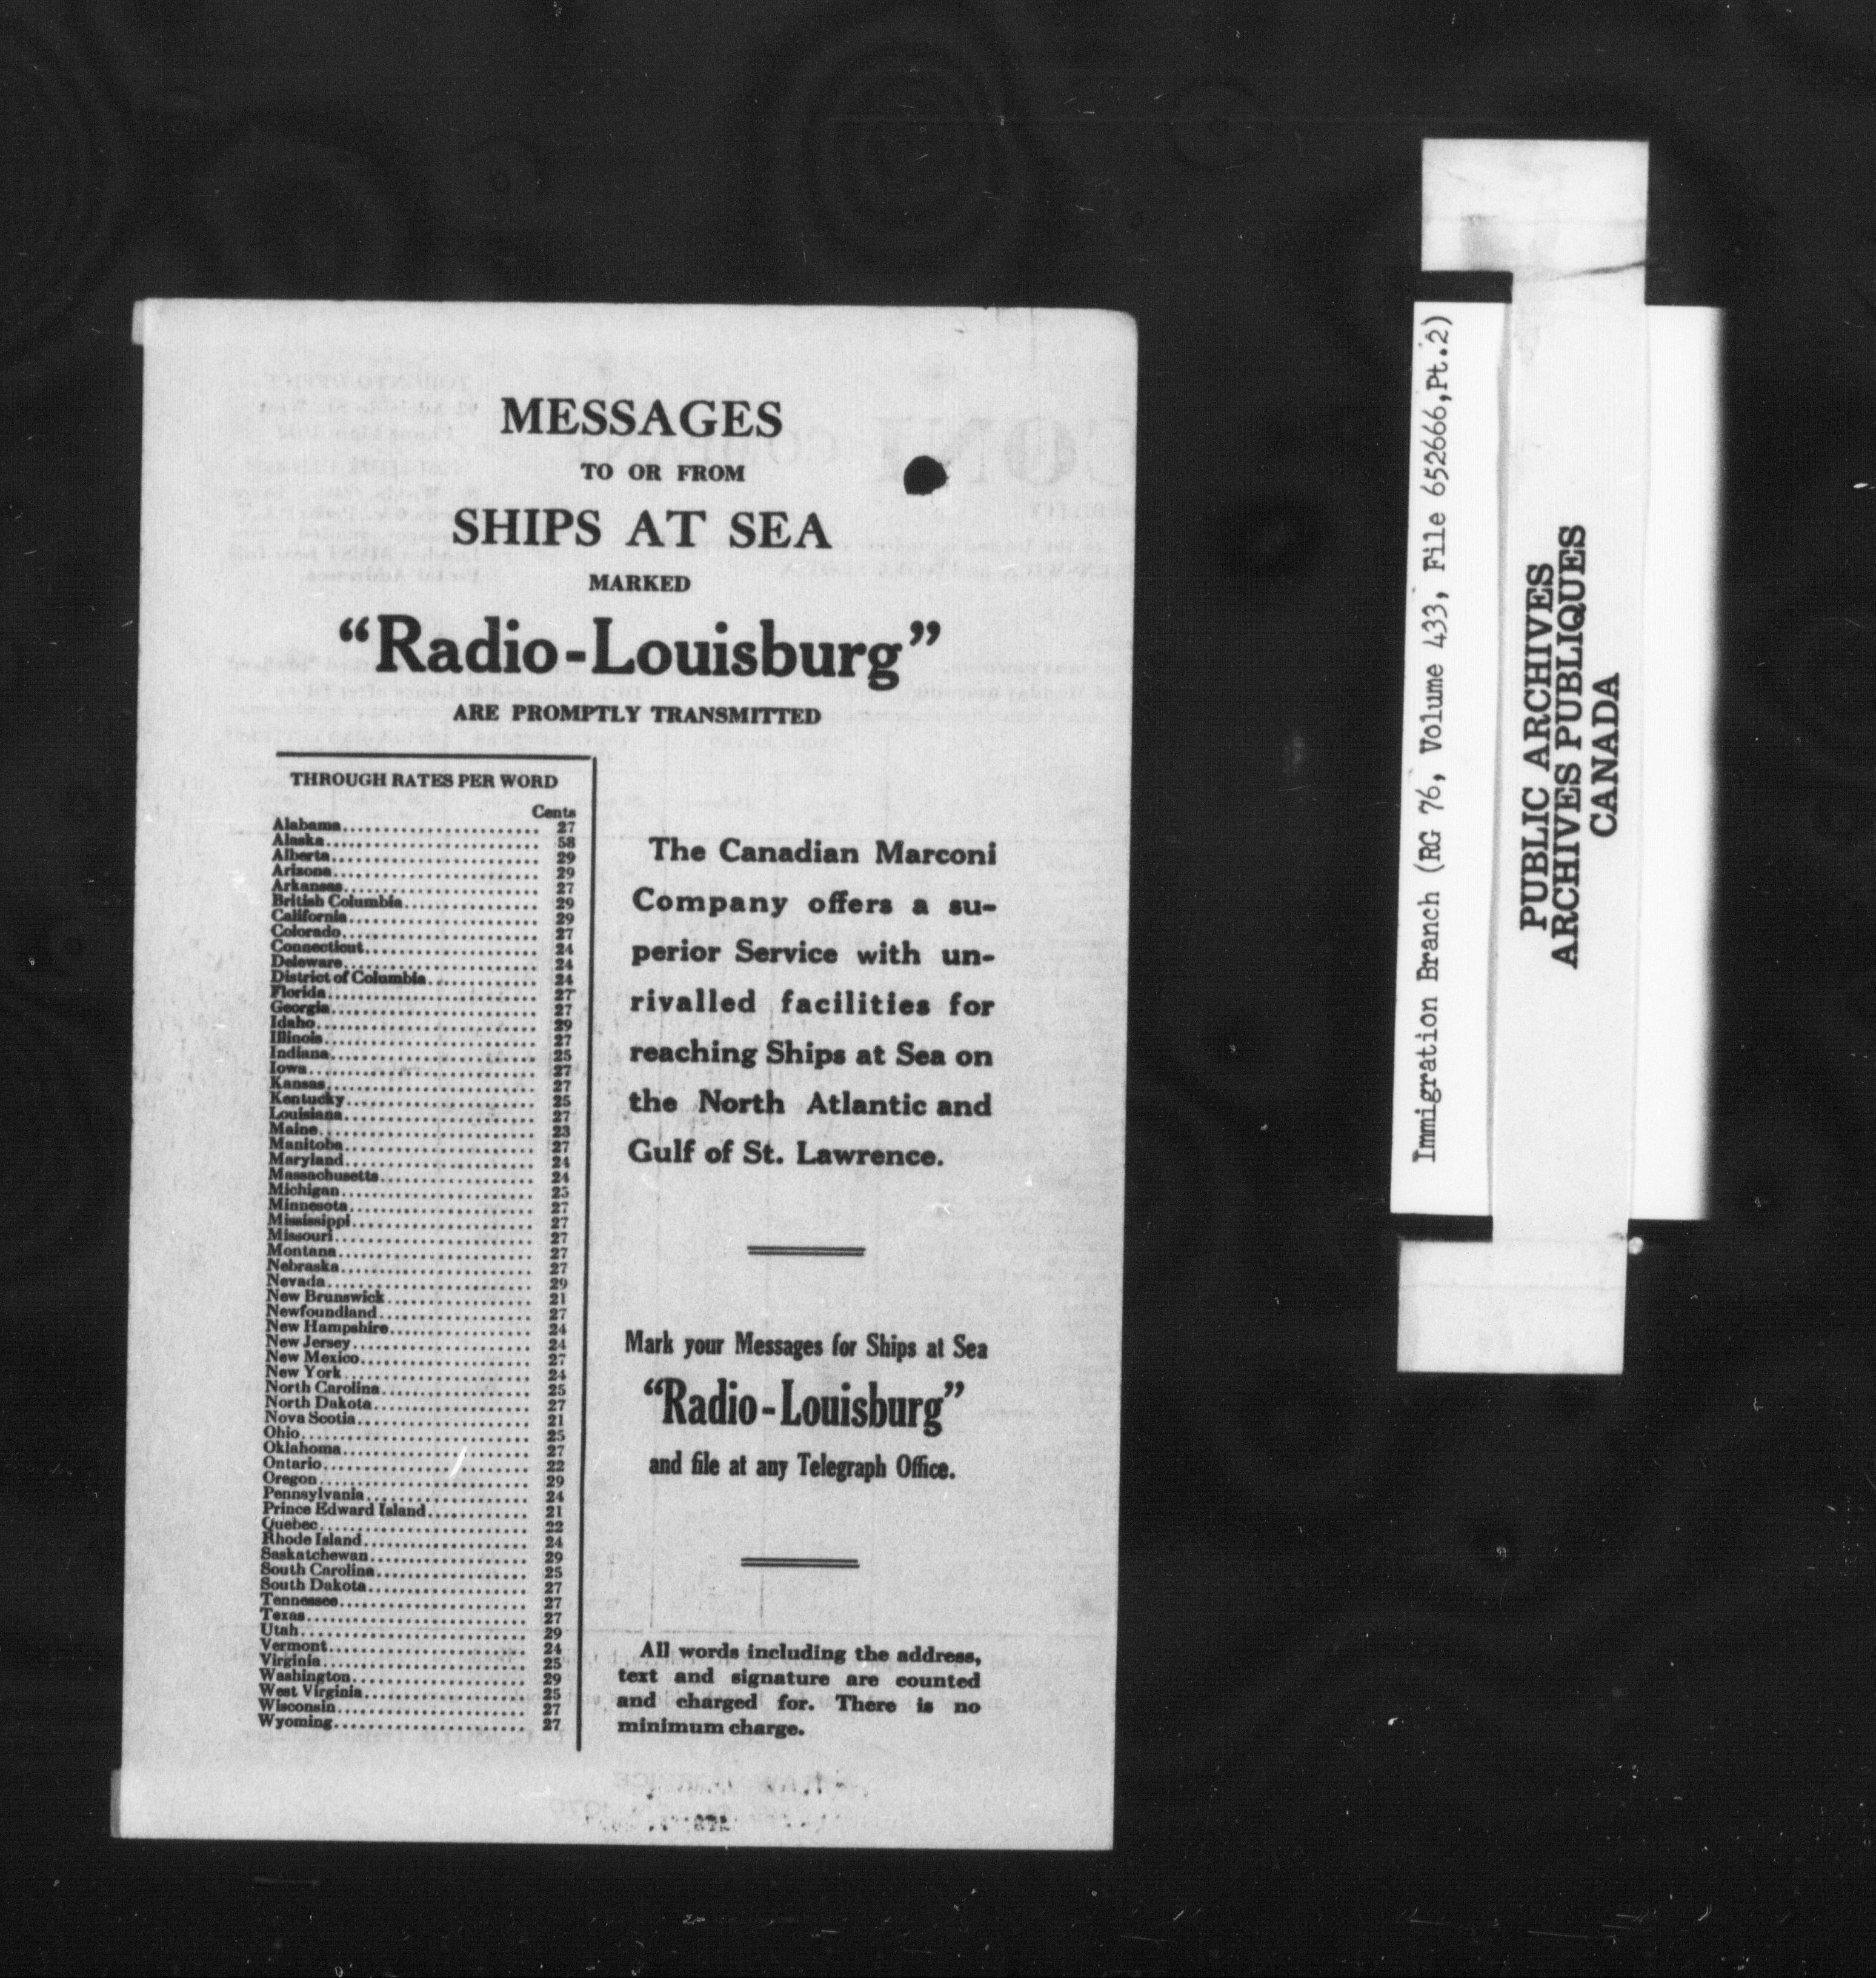 MESSAGES
TO OR FROM
SHIPS AT SEA
MARKED
“Radio-Louisburg”
ARE PROMPTLY TRANSMITTED
THROUGH RATES PER WORD
Cents
Alabama........................ 27
Alaska........................ 58
Alberta........................ 29
Arizona........................ 29
Arkansas........................ 27
British Columbia................ 29
California........................ 29
Colorado........................ 27
Connecticut..................... 24
Deleware........................ 24
District of Columbia............. 24
Florida........................ 27
Georgia........................ 27
Idaho........................ 29
Illinois........................ 27
Indiana........................ 25
Iowa........................ 27
Kansas........................ 27
Kentucky....................... 25
Louisiana....................... 27
Maine........................ 23
Manitoba....................... 27
Maryland....................... 24
Massachusetts................... 24
Michigan....................... 25
Minnesota...................... 27
Mississippi...................... 27
Missouri........................ 27
Montana........................ 27
Nebraska....................... 27
Nevada........................ 29
New Brunswick.................. 21
Newfoundland................... 27
New Hampshire.................. 24
New Jersey...................... 24
New Mexico..................... 27
New York....................... 24
North Carolina................... 25
North Dakota.................... 27
Nova Scotia..................... 21
Ohio........................ 25
Oklahoma....................... 27
Ontario........................ 22
Oregon........................ 29
Pennsylvania.................... 24
Prince Edward Island............. 21
Quebec........................ 22
Rhode Island.................... 24
Saskatchewan................... 29
South Carolina................... 25
South Dakota.................... 27
Tennessee....................... 27
Texas........................ 27
Utah........................ 29
Vermont........................ 24
Virginia........................ 25
Washington..................... 29
West Virginia.................... 25
Wisconsin....................... 27
Wyoming....................... 27
The Canadian Marconi
Company offers a su-
perior Service with un-
rivalled facilities for
reaching Ships at Sea on
the North Atlantic and
Gulf of St. Lawrence.
Mark your Messages for Ships at Sea
“Radio-Louisburg”
and file at any Telegraph Office.
All words including the address,
text and signature are counted
and charged for. There is no
minimum charge.
Immigration Branch (RG 76, Volume 433, File 652666,Pt.2)
PUBLIC ARCHIVES
ARCHIVES PUBLIQUES
CANADA